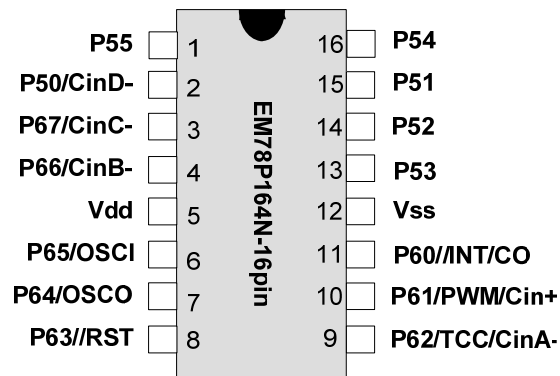 P55 1 16 P54
P50/CinD- 2 15 P51
P67/CinC- 3 14 P52
P66/CinB- 4 13 P53
Vdd 5 12 Vss
P65/OSCI 6 11 P60//INT/CO
P64/OSCO 7 10 P61/PWM/Cin+
P63//RST 8 9 P62/TCC/CinA-
EM78P164N-16pin